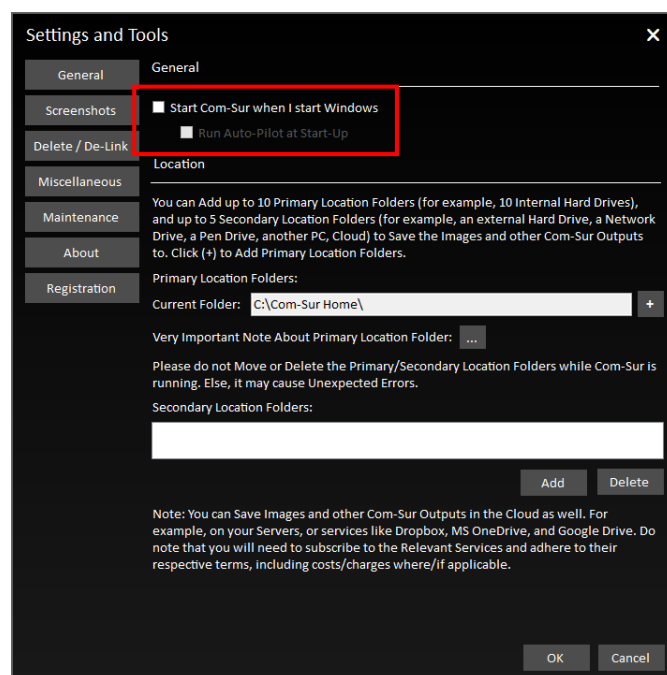 Settings and Tools
General
Screenshots
Delete / De-Link
Miscellaneous
Maintenance
About
Registration
General
Start Com-Sur when I start Windows
Run Auto-Pilot at Start-Up
Location
You can Add up to 10 Primary Location Folders (for example, 10 Internal Hard Drives),
and up to 5 Secondary Location Folders (for example, an external Hard Drive, a Network
Drive, a Pen Drive, another PC, Cloud) to Save the Images and other Com-Sur Outputs
to. Click (+) to Add Primary Location Folders.
Primary Location Folders:
Current Folder: C:\Com-Sur Home\ +
Very Important Note About Primary Location Folder: ...
Please do not Move or Delete the Primary/Secondary Location Folders while Com-Sur is
running. Else, it may cause Unexpected Errors.
Secondary Location Folders:
Add Delete
Note: You can Save Images and other Com-Sur Outputs in the Cloud as well. For
example, on your Servers, or services like Dropbox, MS OneDrive, and Google Drive. Do
note that you will need to subscribe to the Relevant Services and adhere to their
respective terms, including costs/charges where/if applicable.
OK Cancel